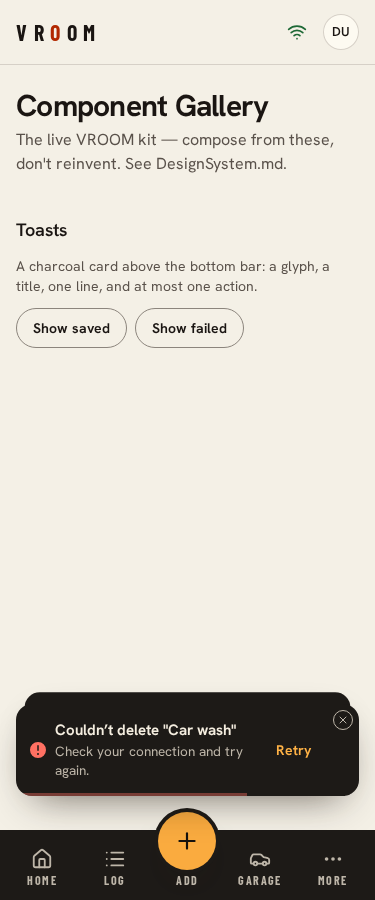 VROOM
DU
Component Gallery
The live VROOM kit — compose from these,
don't reinvent. See DesignSystem.md.
Toasts
A charcoal card above the bottom bar: a glyph, a
title, one line, and at most one action.
Show saved
Show failed
Couldn’t delete "Car wash"
Check your connection and try
again.
Retry
HOME
LOG
ADD
GARAGE
MORE